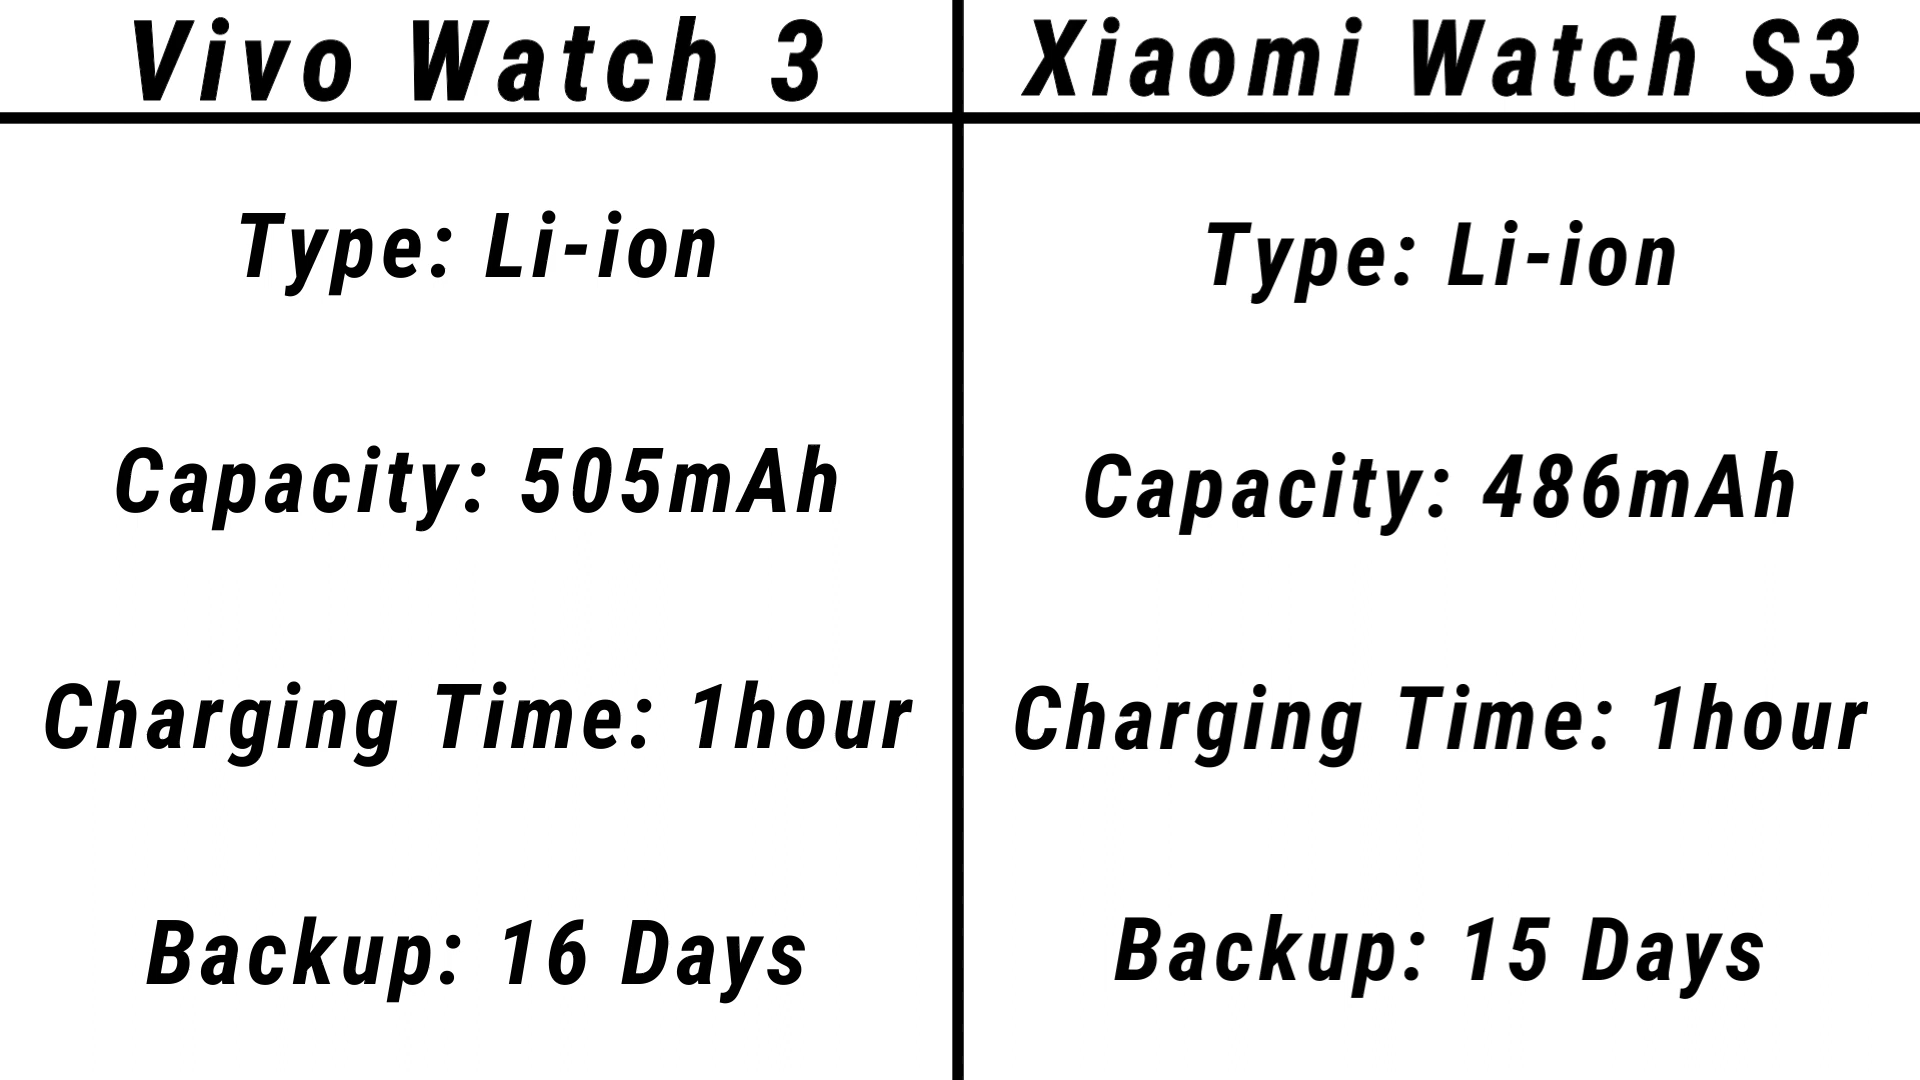 Vivo Watch 3
Type: Li-ion
Capacity: 505mAh
Charging Time: 1hour
Backup: 16 Days
Xiaomi Watch S3
Type: Li-ion
Capacity: 486mAh
Charging Time: 1hour
Backup: 15 Days